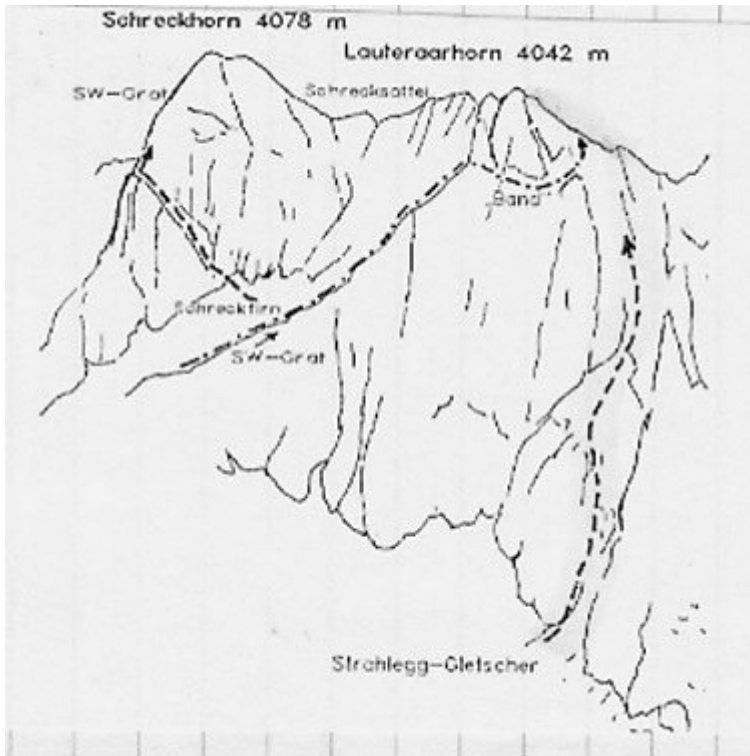 Schreckhorn 4078 m
Lauteraarhorn 4042 m
SW-Grat
Schrecksattel
Band
Schreckfirn
SW-Grat
Strahlegg-Gletscher